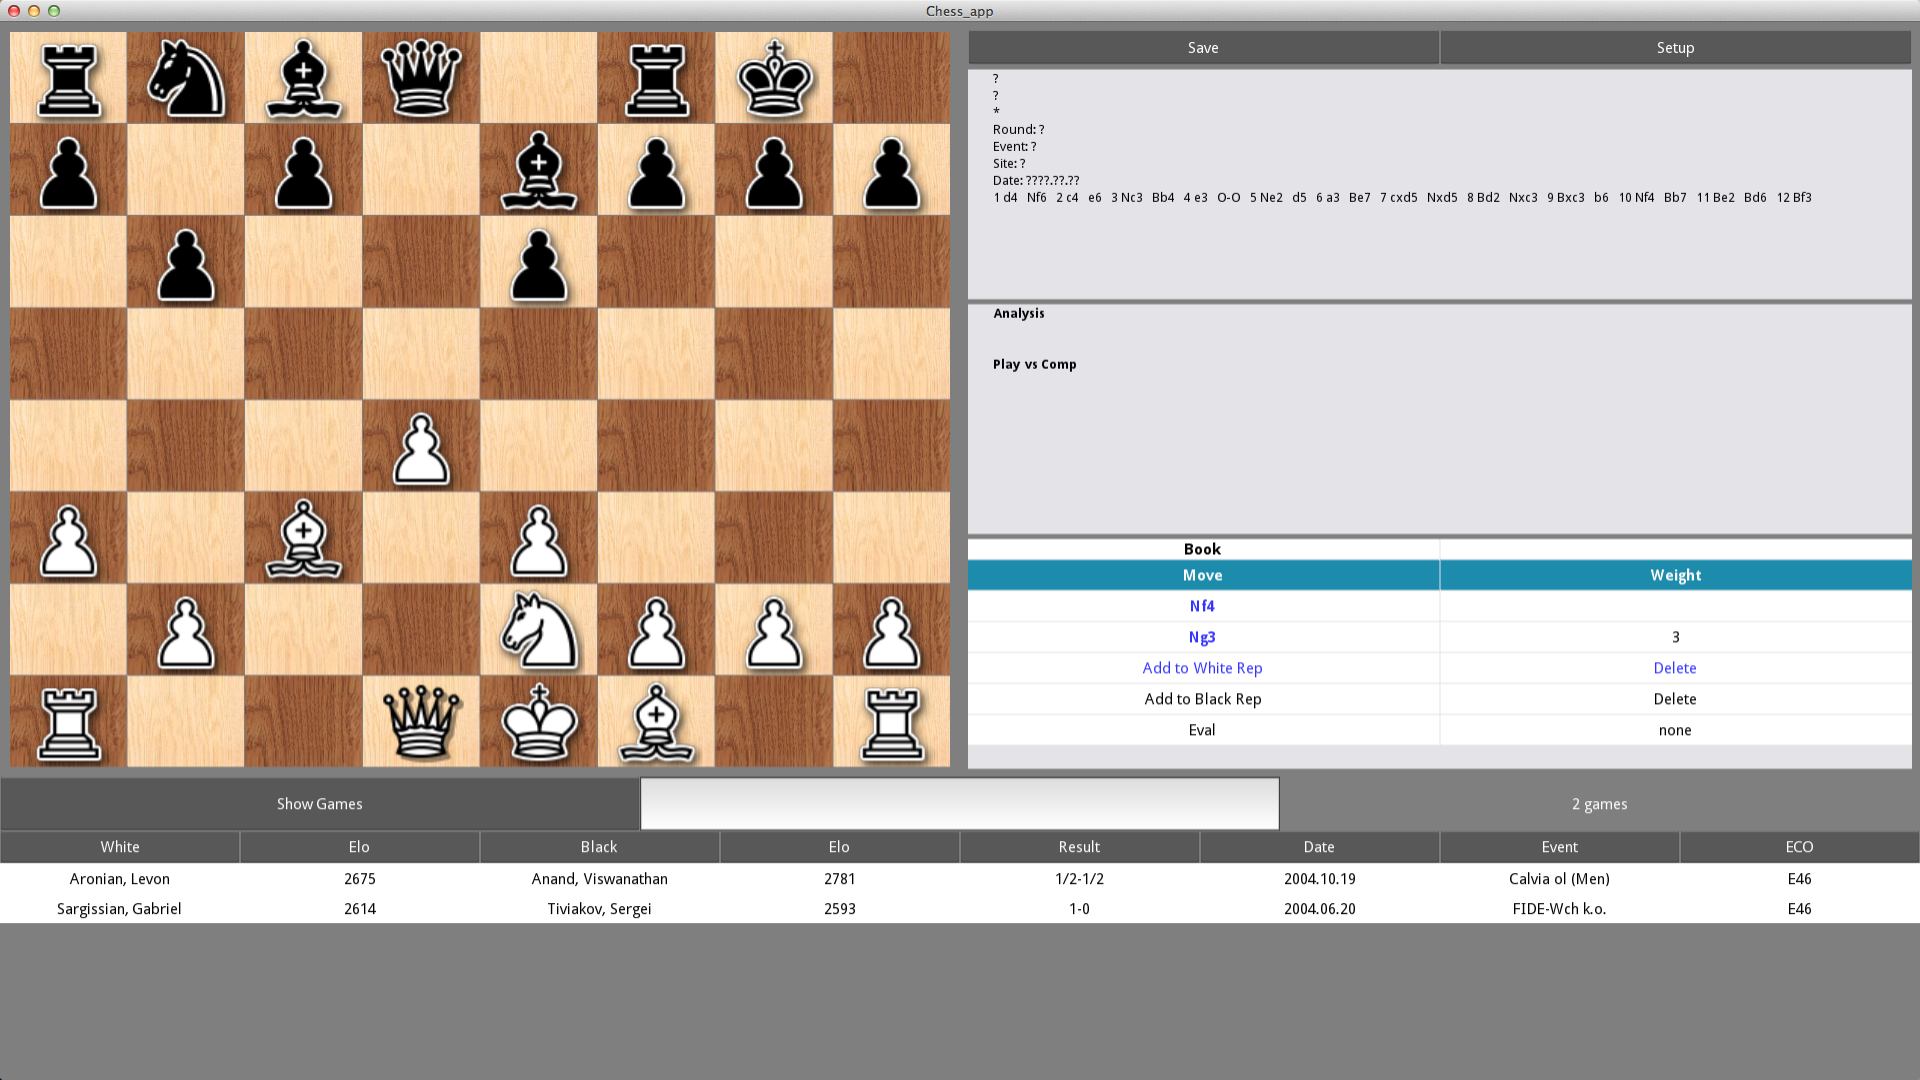 Chess_app
Save Setup
?
?
*
Round: ?
Event: ?
Site: ?
Date: ????.??.??
1 d4 Nf6 2 c4 e6 3 Nc3 Bb4 4 e3 O-O 5 Ne2 d5 6 a3 Be7 7 cxd5 Nxd5 8 Bd2 Nxc3 9 Bxc3 b6 10 Nf4 Bb7 11 Be2 Bd6 12 Bf3
Analysis
Play vs Comp
Book
Move Weight
Nf4
Ng3 3
Add to White Rep Delete
Add to Black Rep Delete
Eval none
Show Games 2 games
White Elo Black Elo Result Date Event ECO
Aronian, Levon 2675 Anand, Viswanathan 2781 1/2-1/2 2004.10.19 Calvia ol (Men) E46
Sargissian, Gabriel 2614 Tiviakov, Sergei 2593 1-0 2004.06.20 FIDE-Wch k.o. E46